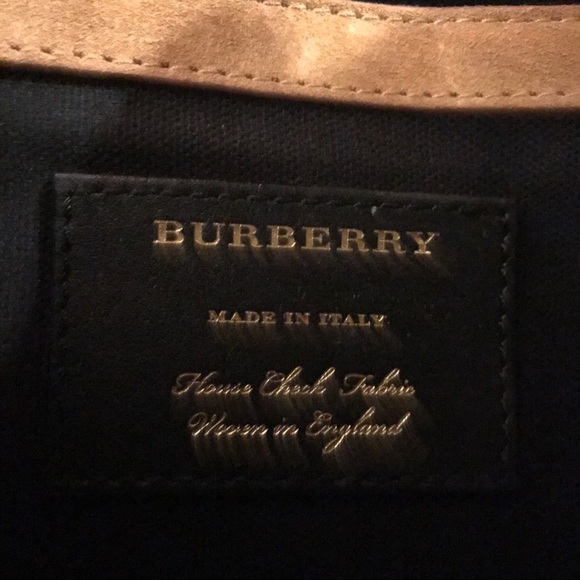 BURBERRY
MADE IN ITALY
House Check Fabric
Woven in England